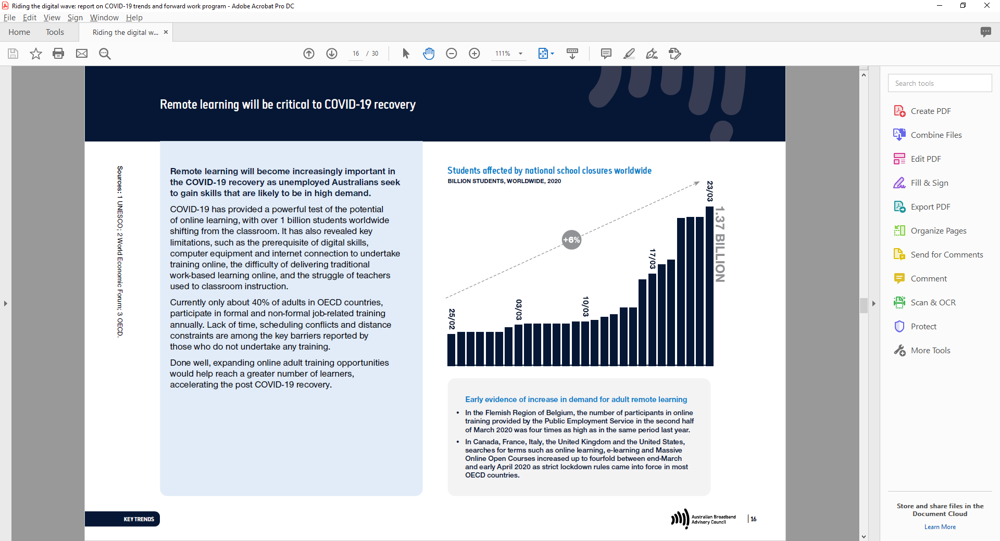 Riding the digital wave: report on COVID-19 trends and forward work program - Adobe Acrobat Pro DC
File Edit View Sign Window Help
Home Tools Riding the digital w... ×
16 / 30 111%
Remote learning will be critical to COVID-19 recovery
Sources: 1 UNESCO; 2 World Economic Forum; 3 OECD.
Remote learning will become increasingly important in
the COVID-19 recovery as unemployed Australians seek
to gain skills that are likely to be in high demand.
COVID-19 has provided a powerful test of the potential
of online learning, with over 1 billion students worldwide
shifting from the classroom. It has also revealed key
limitations, such as the prerequisite of digital skills,
computer equipment and internet connection to undertake
training online, the difficulty of delivering traditional
work-based learning online, and the struggle of teachers
used to classroom instruction.
Currently only about 40% of adults in OECD countries,
participate in formal and non-formal job-related training
annually. Lack of time, scheduling conflicts and distance
constraints are among the key barriers reported by
those who do not undertake any training.
Done well, expanding online adult training opportunities
would help reach a greater number of learners,
accelerating the post COVID-19 recovery.
Students affected by national school closures worldwide
BILLION STUDENTS, WORLDWIDE, 2020
+6%
25/02
03/03
10/03
17/03
23/03
1.37 BILLION
Early evidence of increase in demand for adult remote learning
• In the Flemish Region of Belgium, the number of participants in online
training provided by the Public Employment Service in the second half
of March 2020 was four times as high as in the same period last year.
• In Canada, France, Italy, the United Kingdom and the United States,
searches for terms such as online learning, e-learning and Massive
Online Open Courses increased up to fourfold between end-March
and early April 2020 as strict lockdown rules came into force in most
OECD countries.
KEY TRENDS
Australian Broadband
Advisory Council
16
Search tools
Create PDF
Combine Files
Edit PDF
Fill & Sign
Export PDF
Organize Pages
Send for Comments
Comment
Scan & OCR
Protect
More Tools
Store and share files in the
Document Cloud
Learn More